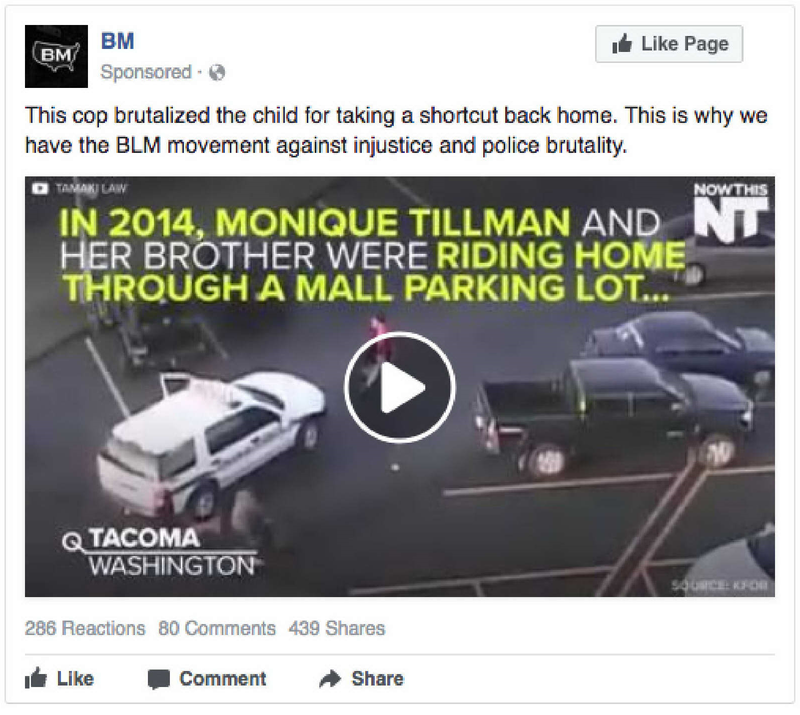 BM
BM
Like Page
Sponsored ·
This cop brutalized the child for taking a shortcut back home. This is why we
have the BLM movement against injustice and police brutality.
TAMAKI LAW
NOWTHIS
NT
IN 2014, MONIQUE TILLMAN AND
HER BROTHER WERE RIDING HOME
THROUGH A MALL PARKING LOT...
TACOMA
WASHINGTON
SOURCE: KFOR
286 Reactions 80 Comments 439 Shares
Like Comment Share